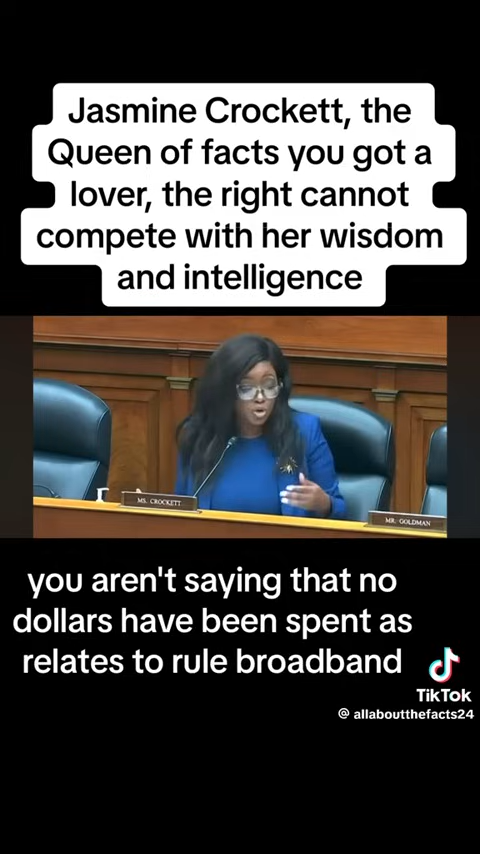 Jasmine Crockett, the
Queen of facts you got a
lover, the right cannot
compete with her wisdom
and intelligence
MS. CROCKETT
MR. GOLDMAN
you aren't saying that no
dollars have been spent as
relates to rule broadband
TikTok
@ allaboutthefacts24